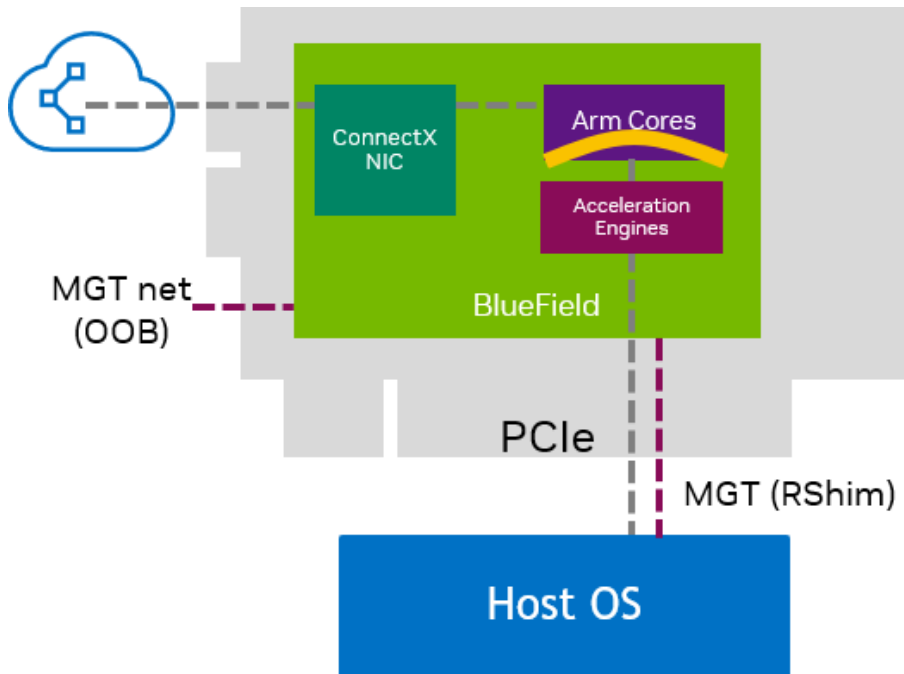 ConnectX
NIC
Arm Cores
Acceleration
Engines
MGT net
(OOB)
BlueField
PCIe
MGT (RShim)
Host OS